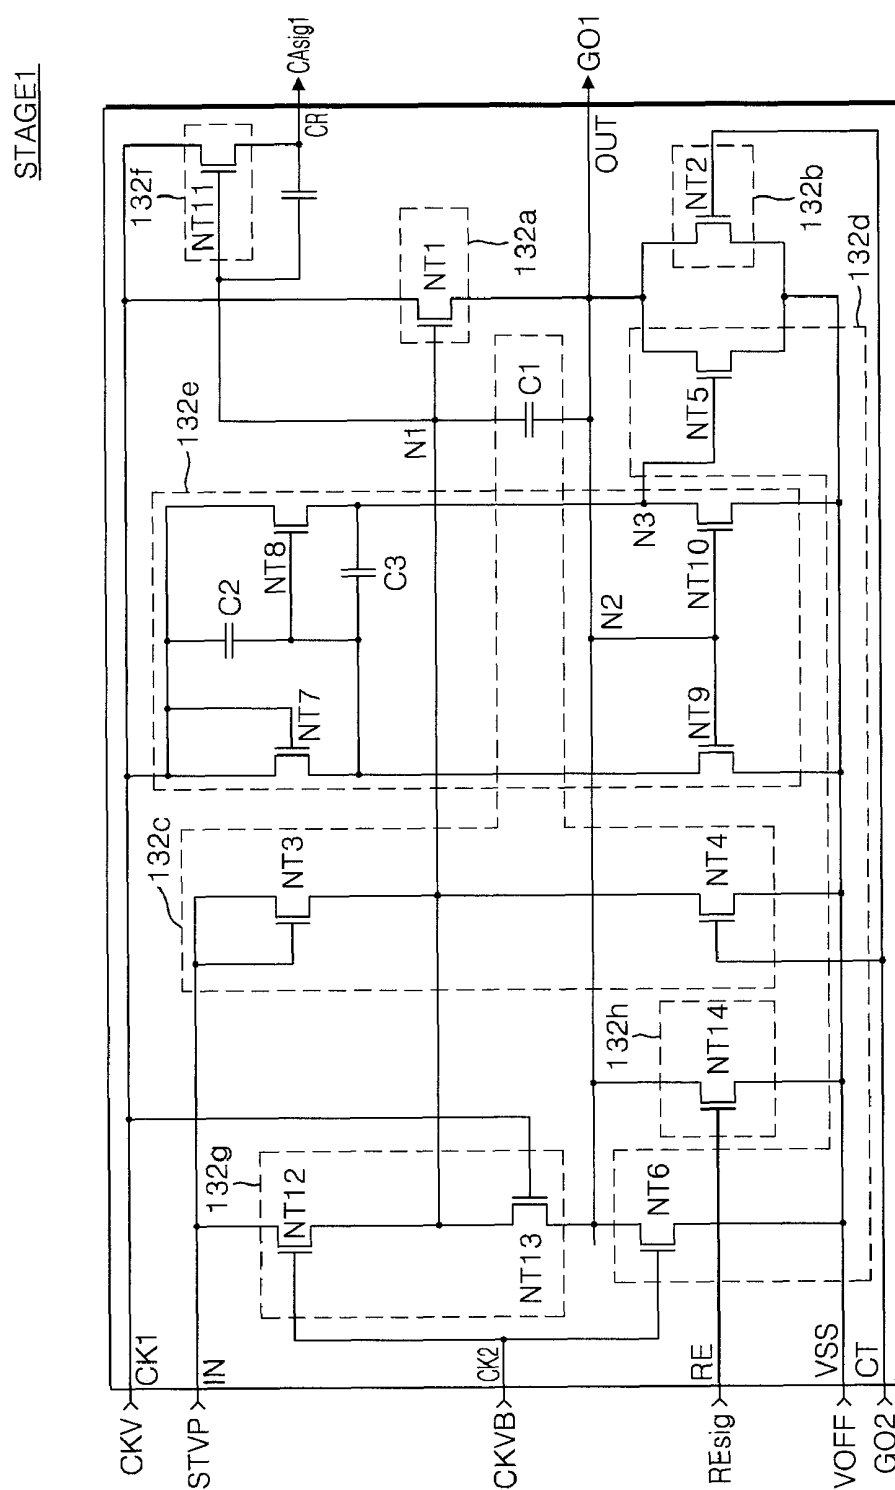 STAGE1
CKV
CK1
STVP
IN
CKVB
CK2
REsig
RE
VOFF
VSS
GO2
CT
132g
NT12
NT13
NT6
132h
NT14
132c
NT3
NT4
132e
NT7
C2
NT8
C3
NT9
NT10
N2
N3
N1
C1
132a
NT1
132f
NT11
CR
CAsig1
OUT
GO1
NT5
NT2
132b
132d